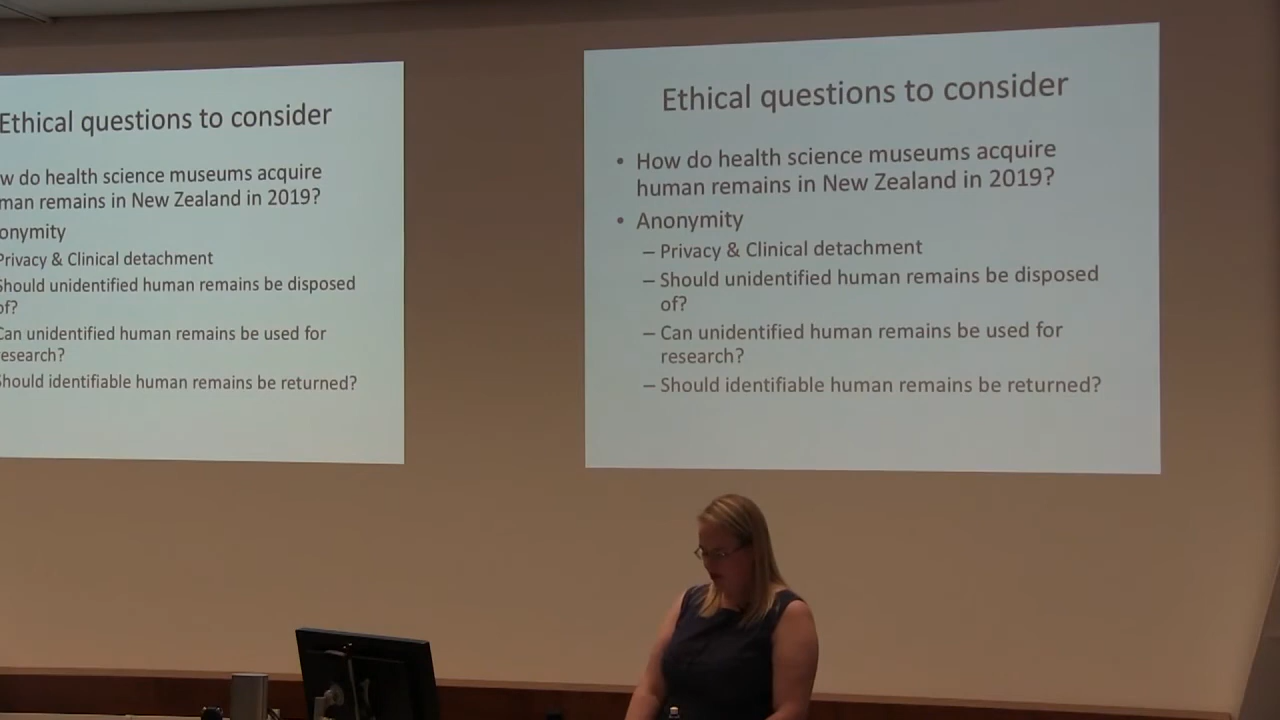 Ethical questions to consider
w do health science museums acquire
man remains in New Zealand in 2019?
onymity
Privacy & Clinical detachment
Should unidentified human remains be disposed
of?
Can unidentified human remains be used for
esearch?
Should identifiable human remains be returned?
Ethical questions to consider
• How do health science museums acquire
human remains in New Zealand in 2019?
• Anonymity
– Privacy & Clinical detachment
– Should unidentified human remains be disposed
of?
– Can unidentified human remains be used for
research?
– Should identifiable human remains be returned?